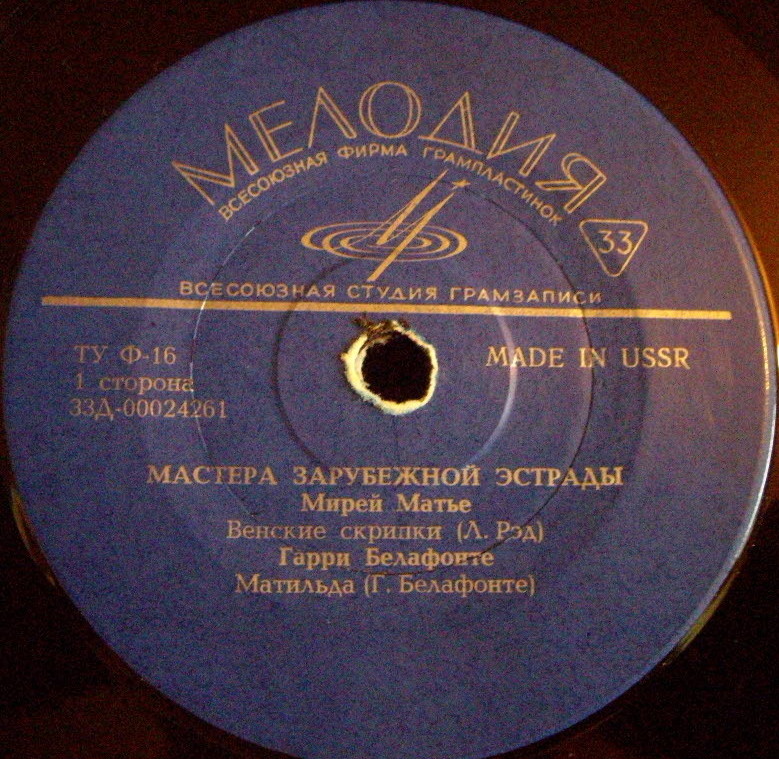 МЕЛОДИЯ
ВСЕСОЮЗНАЯ ФИРМА ГРАМПЛАСТИНОК
33
ВСЕСОЮЗНАЯ СТУДИЯ ГРАМЗАПИСИ
ТУ Ф-16
MADE IN USSR
1 сторона
33Д-00024261
МАСТЕРА ЗАРУБЕЖНОЙ ЭСТРАДЫ
Мирей Матье
Венские скрипки (Л. Рэд)
Гарри Белафонте
Матильда (Г. Белафонте)